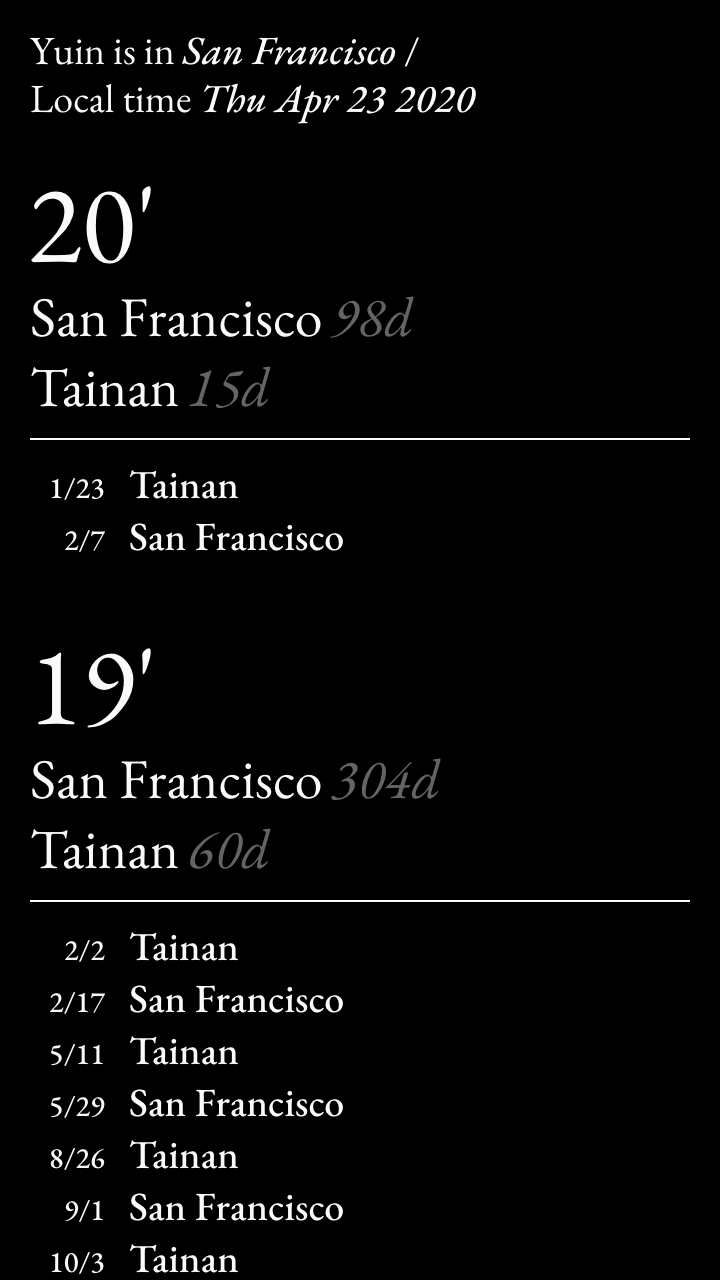 Yuin is in San Francisco /
Local time Thu Apr 23 2020
20'
San Francisco 98d
Tainan 15d
1/23 Tainan
2/7 San Francisco
19'
San Francisco 304d
Tainan 60d
2/2 Tainan
2/17 San Francisco
5/11 Tainan
5/29 San Francisco
8/26 Tainan
9/1 San Francisco
10/3 Tainan